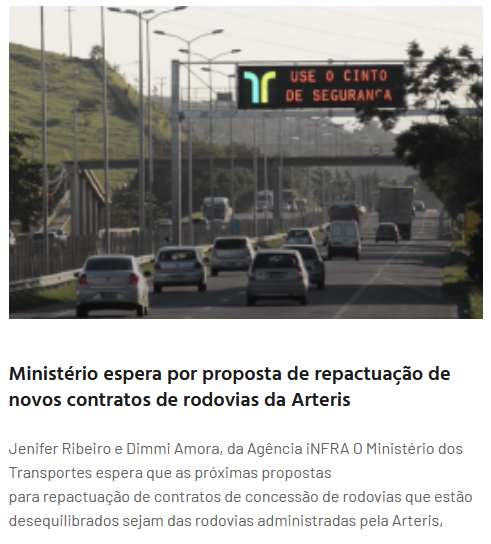 USE O CINTO
DE SEGURANÇA
Ministério espera por proposta de repactuação de
novos contratos de rodovias da Arteris
Jenifer Ribeiro e Dimmi Amora, da Agência iNFRA O Ministério dos
Transportes espera que as próximas propostas
para repactuação de contratos de concessão de rodovias que estão
desequilibrados sejam das rodovias administradas pela Arteris,